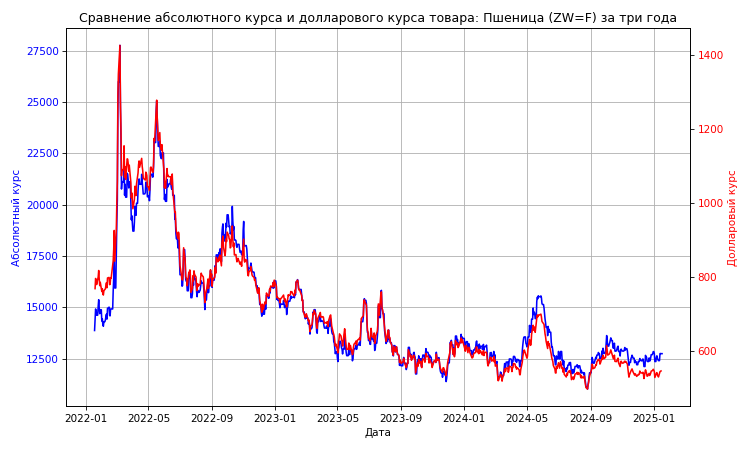 Сравнение абсолютного курса и долларового курса товара: Пшеница (ZW=F) за три года
Абсолютный курс
27500
25000
22500
20000
17500
15000
12500
1400
1200
1000
800
600
Долларовый курс
2022-01 2022-05 2022-09 2023-01 2023-05 2023-09 2024-01 2024-05 2024-09 2025-01
Дата